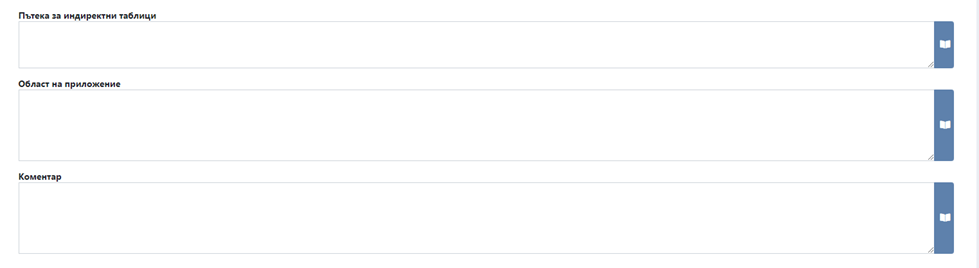 Пътека за индиректни таблици
Област на приложение
Коментар